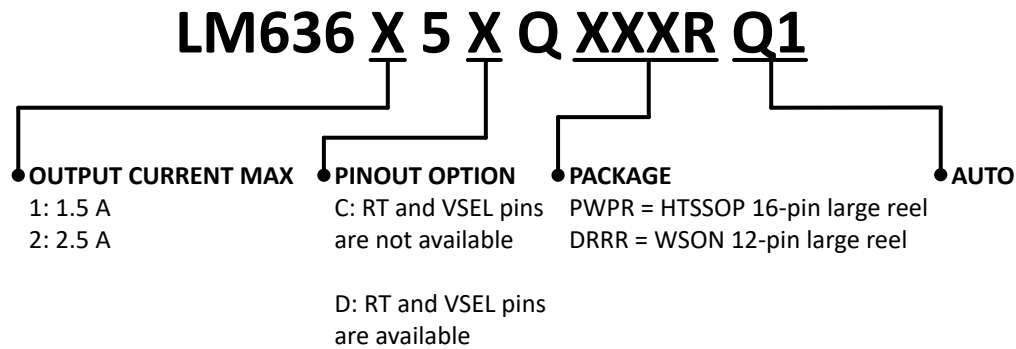 LM636 X 5 X Q XXXR Q1
OUTPUT CURRENT MAX
1: 1.5 A
2: 2.5 A
PINOUT OPTION
C: RT and VSEL pins
are not available
D: RT and VSEL pins
are available
PACKAGE
PWPR = HTSSOP 16-pin large reel
DRRR = WSON 12-pin large reel
AUTO